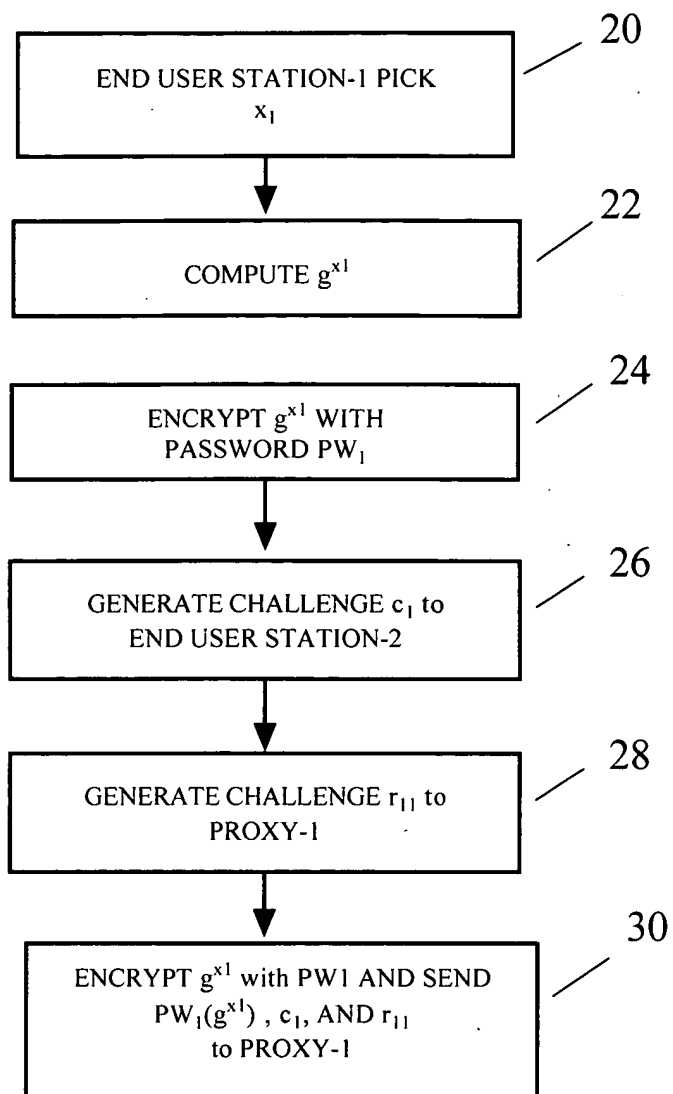 20
END USER STATION-1 PICK
x₁
22
COMPUTE gˣ¹
24
ENCRYPT gˣ¹ WITH
PASSWORD PW₁
26
GENERATE CHALLENGE c₁ to
END USER STATION-2
28
GENERATE CHALLENGE r₁₁ to
PROXY-1
30
ENCRYPT gˣ¹ with PW1 AND SEND
PW₁(gˣ¹) , c₁, AND r₁₁
to PROXY-1